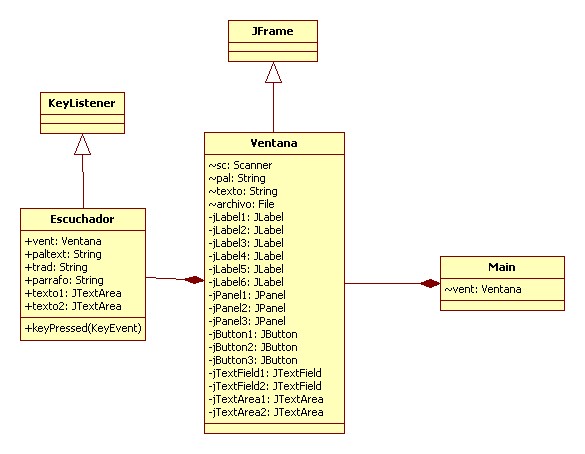 JFrame
KeyListener
Ventana
~sc: Scanner
~pal: String
~texto: String
~archivo: File
-jLabel1: JLabel
-jLabel2: JLabel
-jLabel3: JLabel
-jLabel4: JLabel
-jLabel5: JLabel
-jLabel6: JLabel
-jPanel1: JPanel
-jPanel2: JPanel
-jPanel3: JPanel
-jButton1: JButton
-jButton2: JButton
-jButton3: JButton
-jTextField1: JTextField
-jTextField2: JTextField
-jTextArea1: JTextArea
-jTextArea2: JTextArea
Escuchador
+vent: Ventana
+paltext: String
+trad: String
+parrafo: String
+texto1: JTextArea
+texto2: JTextArea
+keyPressed(KeyEvent)
Main
~vent: Ventana